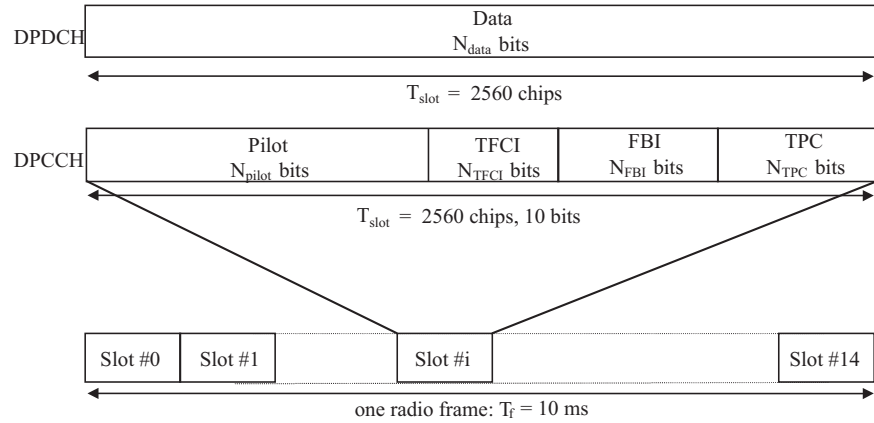 Data
DPDCH
N_data bits
T_slot = 2560 chips
Pilot TFCI FBI TPC
DPCCH
N_pilot bits N_TFCI bits N_FBI bits N_TPC bits
T_slot = 2560 chips, 10 bits
Slot #0 Slot #1 Slot #i Slot #14
one radio frame: T_f = 10 ms